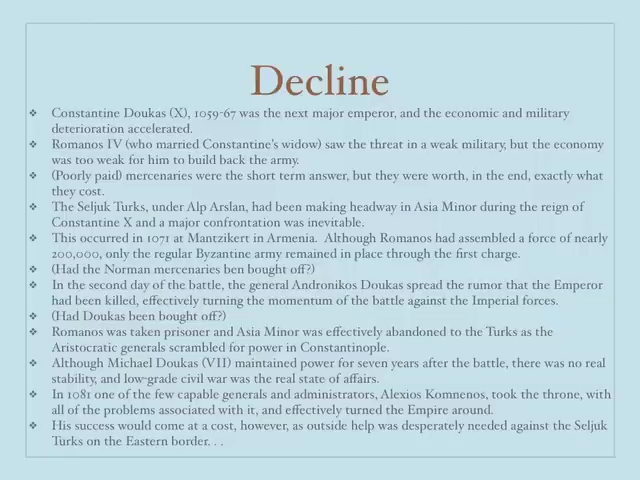 Decline
❖ Constantine Doukas (X), 1059-67 was the next major emperor, and the economic and military
deterioration accelerated.
❖ Romanos IV (who married Constantine's widow) saw the threat in a weak military, but the economy
was too weak for him to build back the army.
❖ (Poorly paid) mercenaries were the short term answer, but they were worth, in the end, exactly what
they cost.
❖ The Seljuk Turks, under Alp Arslan, had been making headway in Asia Minor during the reign of
Constantine X and a major confrontation was inevitable.
❖ This occurred in 1071 at Mantzikert in Armenia. Although Romanos had assembled a force of nearly
200,000, only the regular Byzantine army remained in place through the first charge.
❖ (Had the Norman mercenaries ben bought off?)
❖ In the second day of the battle, the general Andronikos Doukas spread the rumor that the Emperor
had been killed, effectively turning the momentum of the battle against the Imperial forces.
❖ (Had Doukas been bought off?)
❖ Romanos was taken prisoner and Asia Minor was effectively abandoned to the Turks as the
Aristocratic generals scrambled for power in Constantinople.
❖ Although Michael Doukas (VII) maintained power for seven years after the battle, there was no real
stability, and low-grade civil war was the real state of affairs.
❖ In 1081 one of the few capable generals and administrators, Alexios Komnenos, took the throne, with
all of the problems associated with it, and effectively turned the Empire around.
❖ His success would come at a cost, however, as outside help was desperately needed against the Seljuk
Turks on the Eastern border. . .